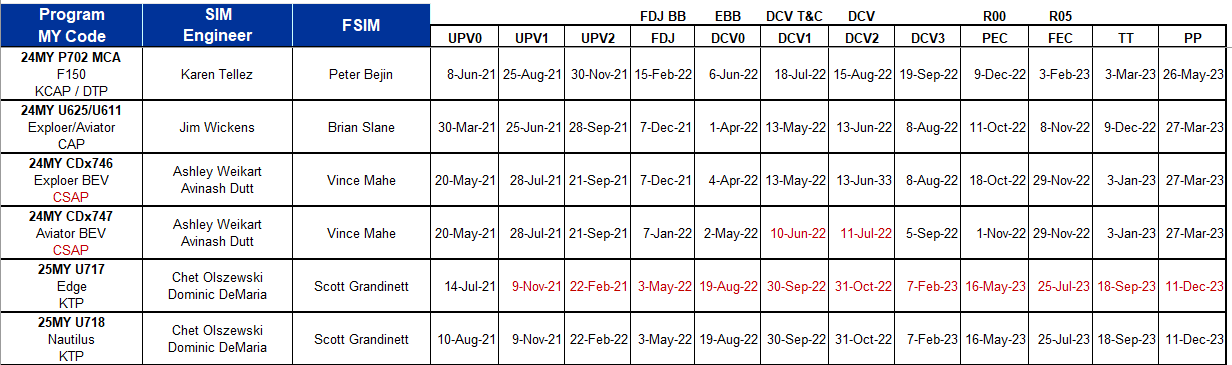 Program SIM FSIM FDJ BB EBB DCV T&C DCV R00 R05
MY Code Engineer UPV0 UPV1 UPV2 FDJ DCV0 DCV1 DCV2 DCV3 PEC FEC TT PP
24MY P702 MCA
F150 Karen Tellez Peter Bejin 8-Jun-21 25-Aug-21 30-Nov-21 15-Feb-22 6-Jun-22 18-Jul-22 15-Aug-22 19-Sep-22 9-Dec-22 3-Feb-23 3-Mar-23 26-May-23
KCAP / DTP
24MY U625/U611
Exploer/Aviator Jim Wickens Brian Slane 30-Mar-21 25-Jun-21 28-Sep-21 7-Dec-21 1-Apr-22 13-May-22 13-Jun-22 8-Aug-22 11-Oct-22 8-Nov-22 9-Dec-22 27-Mar-23
CAP
24MY CDx746 Ashley Weikart
Exploer BEV Avinash Dutt Vince Mahe 20-May-21 28-Jul-21 21-Sep-21 7-Dec-21 4-Apr-22 13-May-22 13-Jun-33 8-Aug-22 18-Oct-22 29-Nov-22 3-Jan-23 27-Mar-23
CSAP
24MY CDx747 Ashley Weikart
Aviator BEV Avinash Dutt Vince Mahe 20-May-21 28-Jul-21 21-Sep-21 7-Jan-22 2-May-22 10-Jun-22 11-Jul-22 5-Sep-22 1-Nov-22 29-Nov-22 3-Jan-23 27-Mar-23
CSAP
25MY U717 Chet Olszewski
Edge Dominic DeMaria Scott Grandinett 14-Jul-21 9-Nov-21 22-Feb-21 3-May-22 19-Aug-22 30-Sep-22 31-Oct-22 7-Feb-23 16-May-23 25-Jul-23 18-Sep-23 11-Dec-23
KTP
25MY U718 Chet Olszewski
Nautilus Dominic DeMaria Scott Grandinett 10-Aug-21 9-Nov-21 22-Feb-22 3-May-22 19-Aug-22 30-Sep-22 31-Oct-22 7-Feb-23 16-May-23 25-Jul-23 18-Sep-23 11-Dec-23
KTP